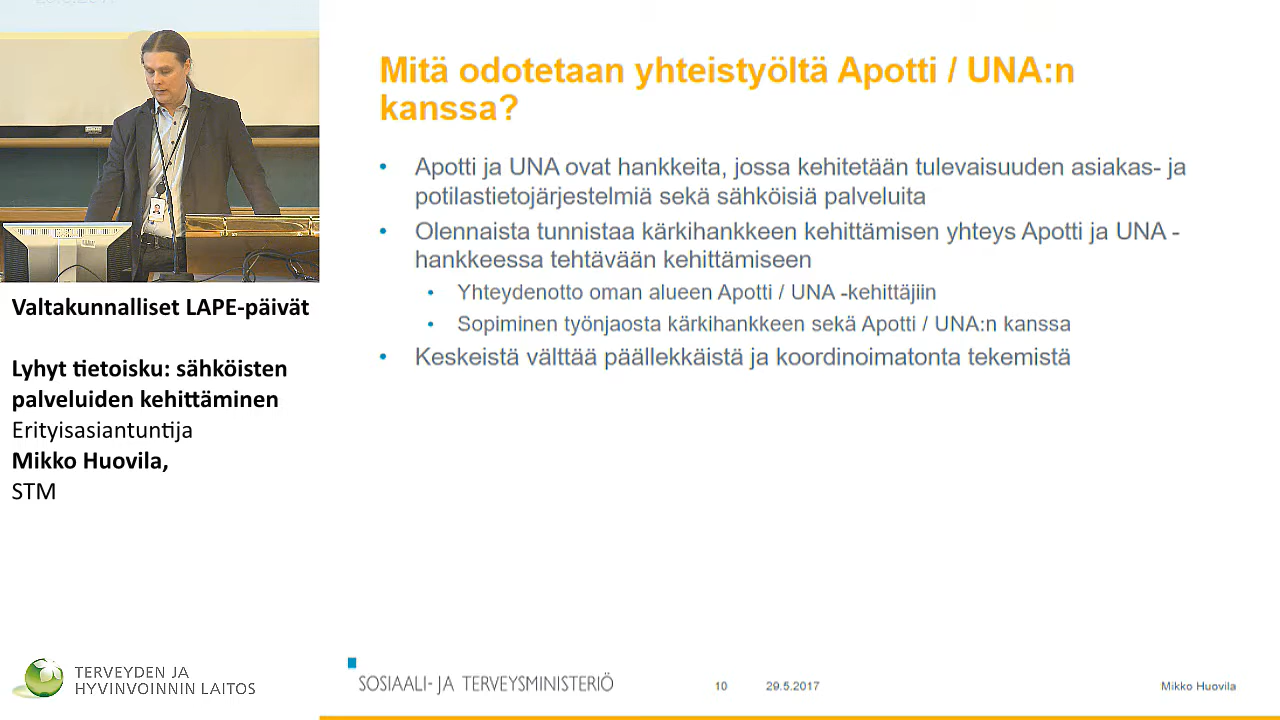 Mitä odotetaan yhteistyöltä Apotti / UNA:n
kanssa?
• Apotti ja UNA ovat hankkeita, jossa kehitetään tulevaisuuden asiakas- ja
potilastietojärjestelmiä sekä sähköisiä palveluita
• Olennaista tunnistaa kärkihankkeen kehittämisen yhteys Apotti ja UNA -
hankkeessa tehtävään kehittämiseen
• Yhteydenotto oman alueen Apotti / UNA -kehittäjiin
• Sopiminen työnjaosta kärkihankkeen sekä Apotti / UNA:n kanssa
• Keskeistä välttää päällekkäistä ja koordinoimatonta tekemistä
Valtakunnalliset LAPE-päivät
Lyhyt tietoisku: sähköisten
palveluiden kehittäminen
Erityisasiantuntija
Mikko Huovila,
STM
TERVEYDEN JA
HYVINVOINNIN LAITOS
SOSIAALI- JA TERVEYSMINISTERIÖ
10
29.5.2017
Mikko Huovila